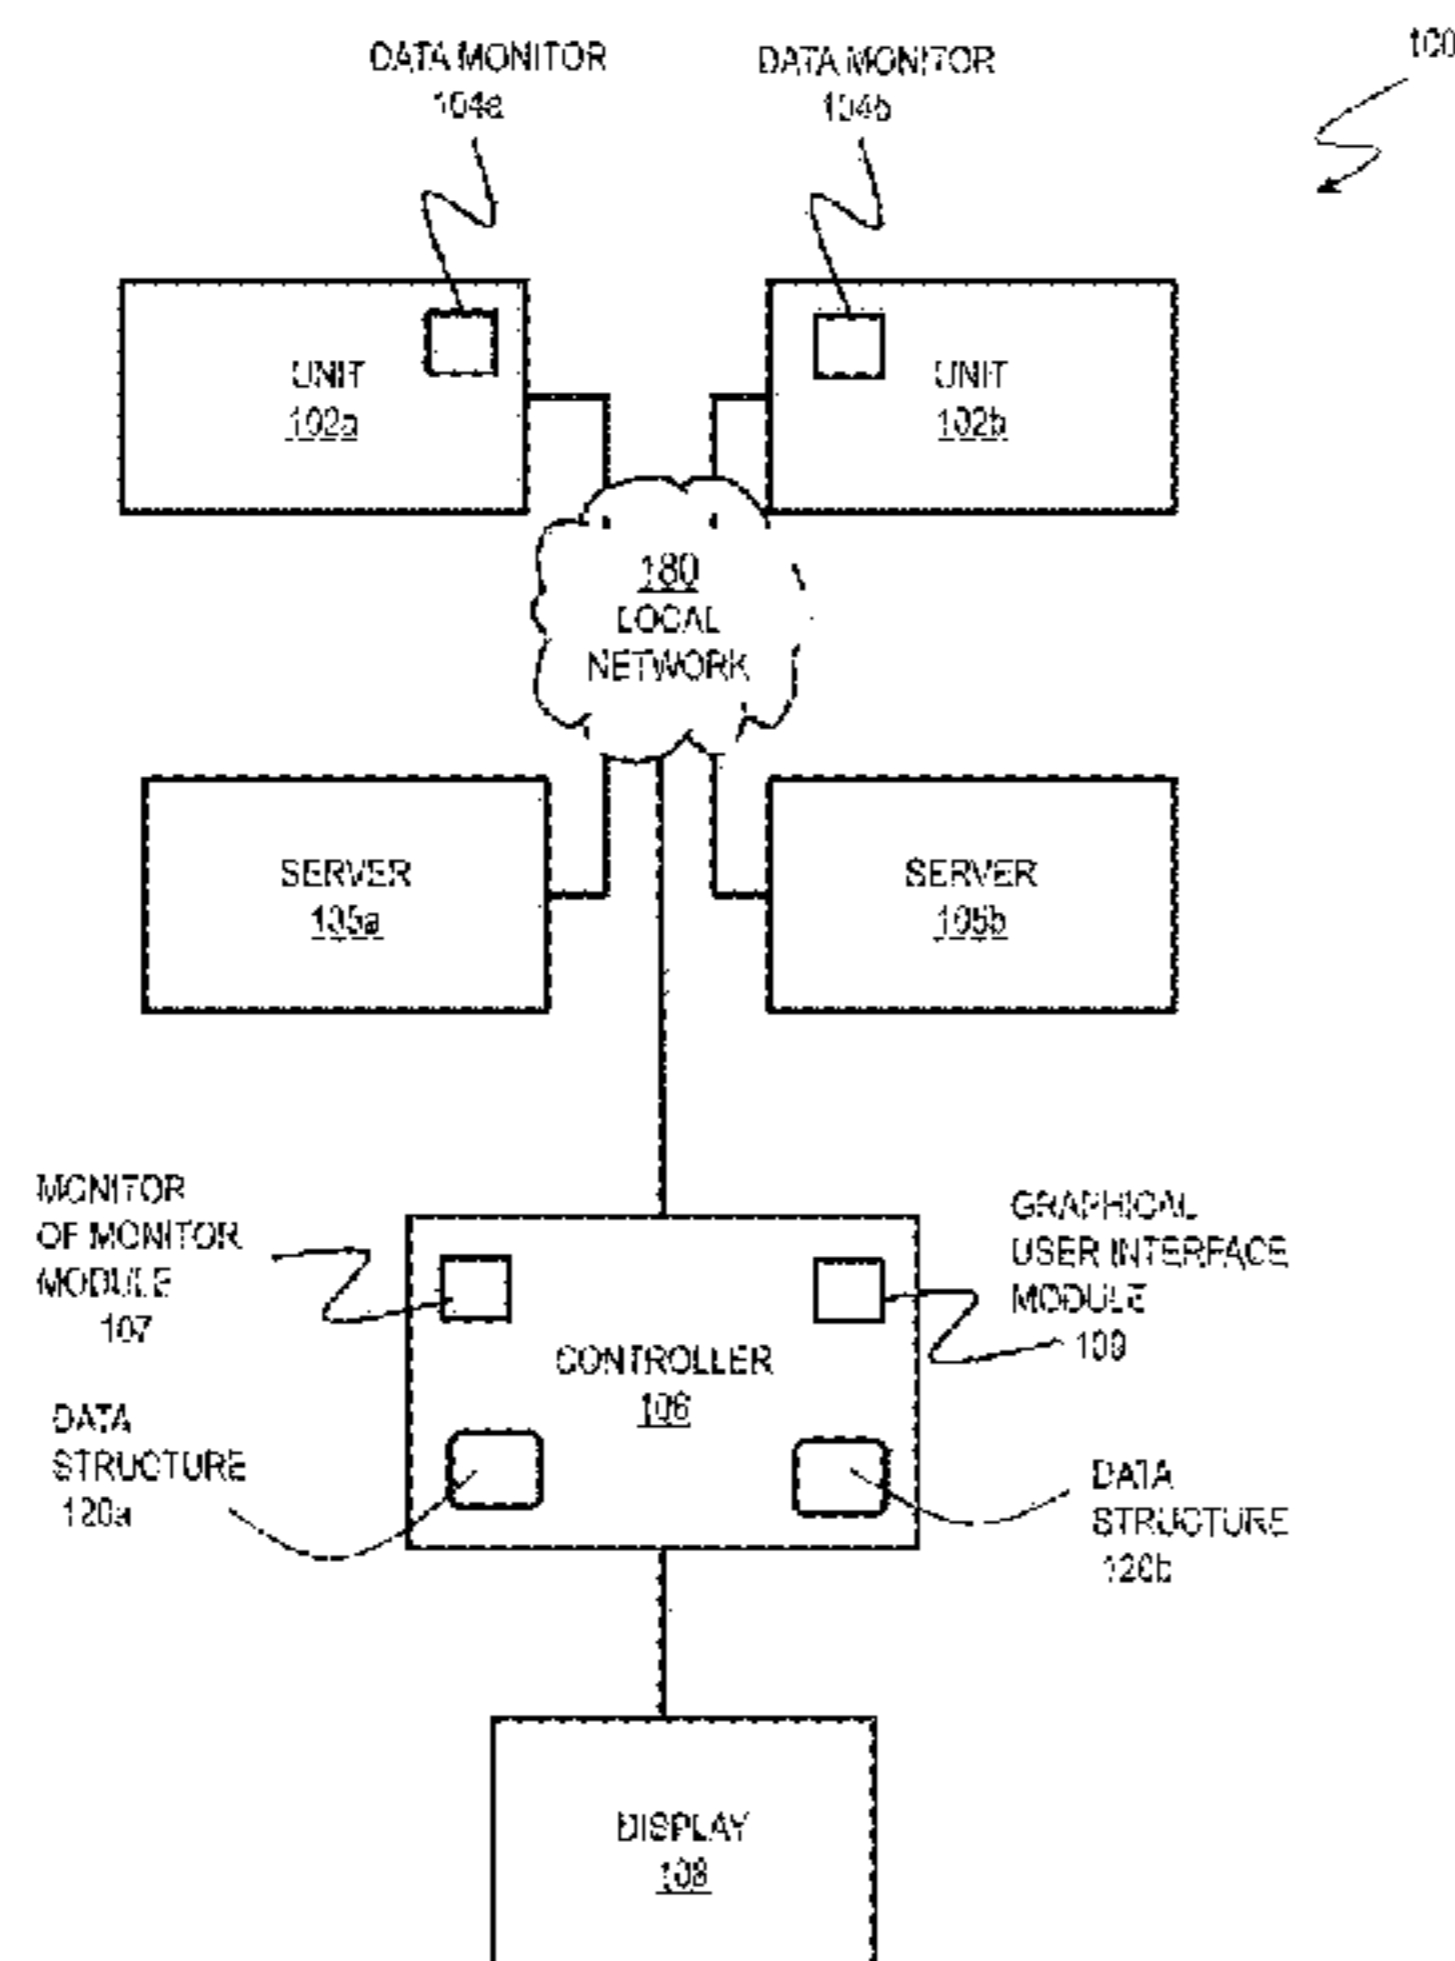 DATA MONITOR
104a
DATA MONITOR
104b
100
UNIT
102a
UNIT
102b
180
LOCAL
NETWORK
SERVER
105a
SERVER
105b
MONITOR
OF MONITOR
MODULE
107
GRAPHICAL
USER INTERFACE
MODULE
109
CONTROLLER
106
DATA
STRUCTURE
120a
DATA
STRUCTURE
120b
DISPLAY
108